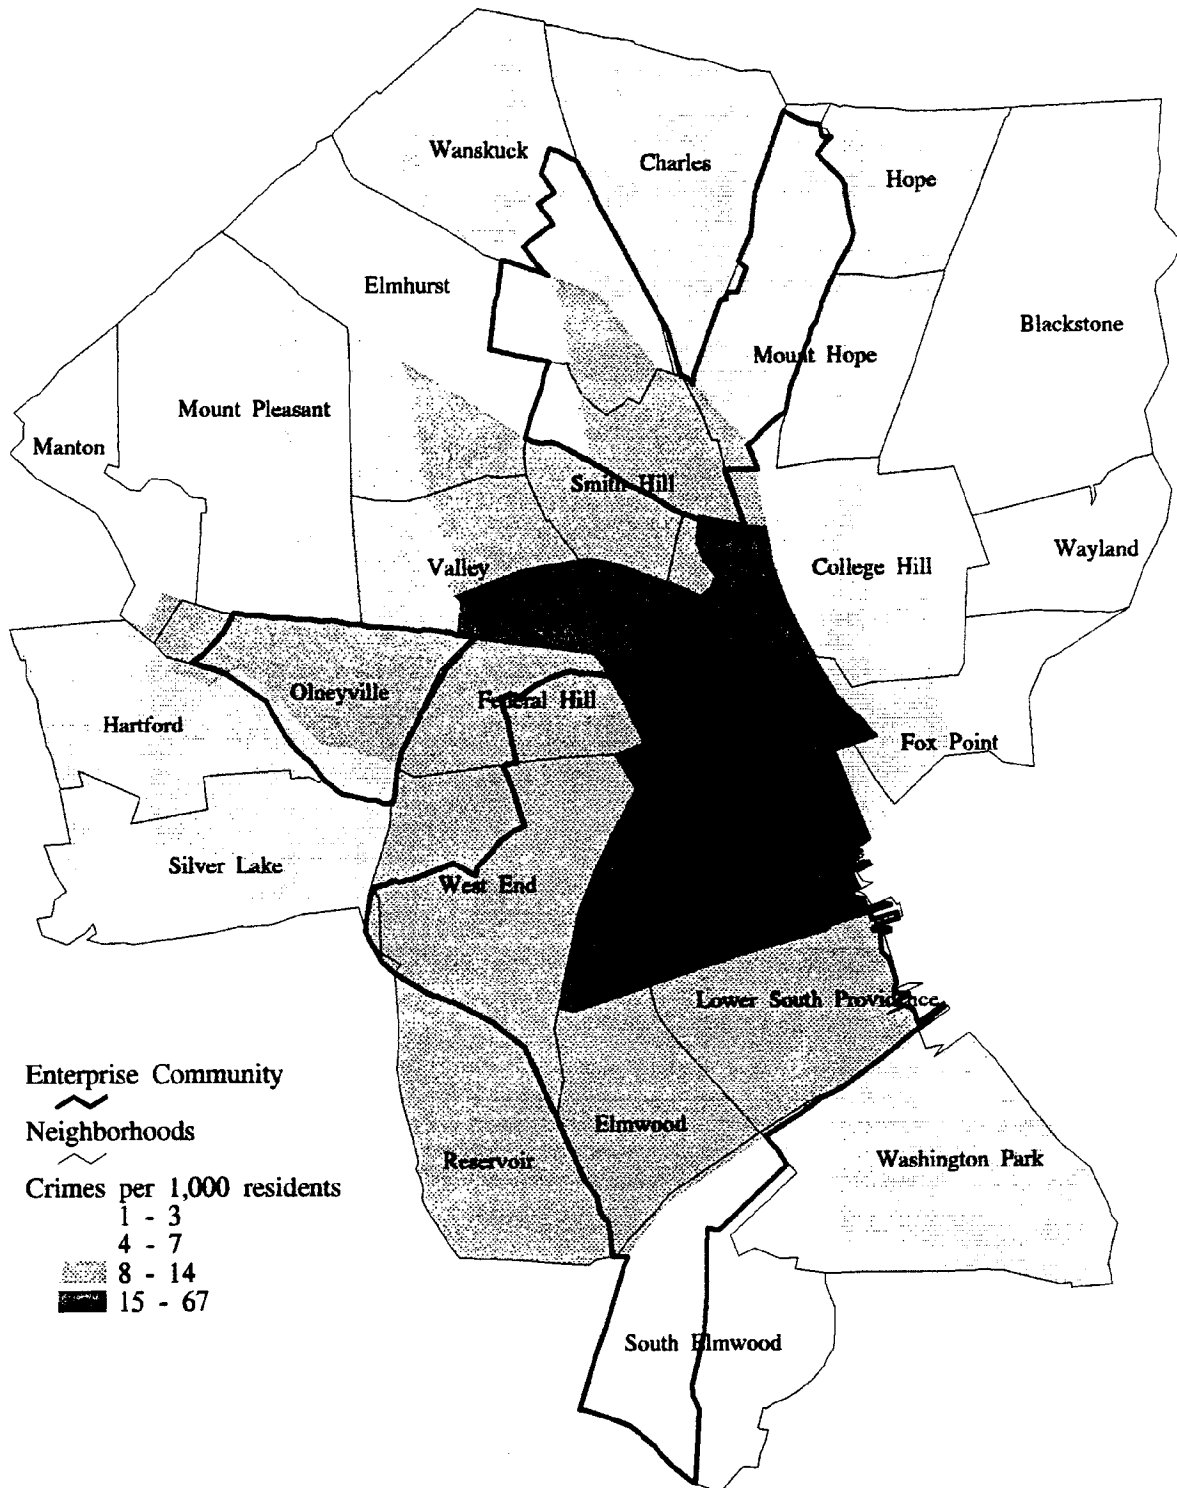 Wanskuck
Charles
Hope
Elmhurst
Blackstone
Mount Hope
Mount Pleasant
Manton
Smith Hill
Wayland
Valley
College Hill
Olneyville
Federal Hill
Hartford
Fox Point
Silver Lake
West End
Lower South Providence
Enterprise Community
Elmwood
Neighborhoods
Reservoir
Washington Park
Crimes per 1,000 residents
1 - 3
4 - 7
8 - 14
15 - 67
South Elmwood